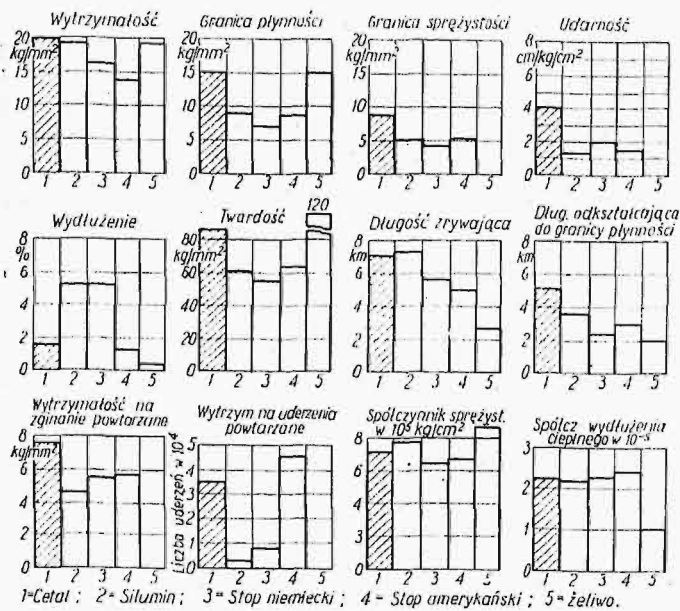 Wytrzymałość
kg/mm²
20
15
10
5
0
1 2 3 4 5
Granica płynności
kg/mm²
20
15
10
5
0
1 2 3 4 5
Granica sprężystości
kg/mm²
20
15
10
5
0
1 2 3 4 5
Udarność
cm/kg/cm²
8
6
4
2
0
1 2 3 4 5
Wydłużenie
%
8
6
4
2
0
1 2 3 4 5
Twardość
120
kg/mm²
80
60
40
20
0
1 2 3 4 5
Długość zrywająca
km
8
6
4
2
0
1 2 3 4 5
Dług. odkształcająca
do granicy płynności
km
8
6
4
2
0
1 2 3 4 5
Wytrzymałość na
zginanie powtarzane
kg/mm²
6
4
2
0
1 2 3 4 5
Wytrzym na uderzenia
powtarzane
Liczba uderzeń w 10⁴
5
4
3
2
1
0
1 2 3 4 5
Spółczynnik sprężyst.
w 10⁵ kg/cm²
8
6
4
2
0
1 2 3 4 5
Spółcz wydłużenia
cieplnego w 10⁻⁵
3
2
1
0
1 2 3 4 5
1=Cetal ; 2= Silumin ; 3= Stop niemiecki ; 4= Stop amerykański ; 5= żeliwo.